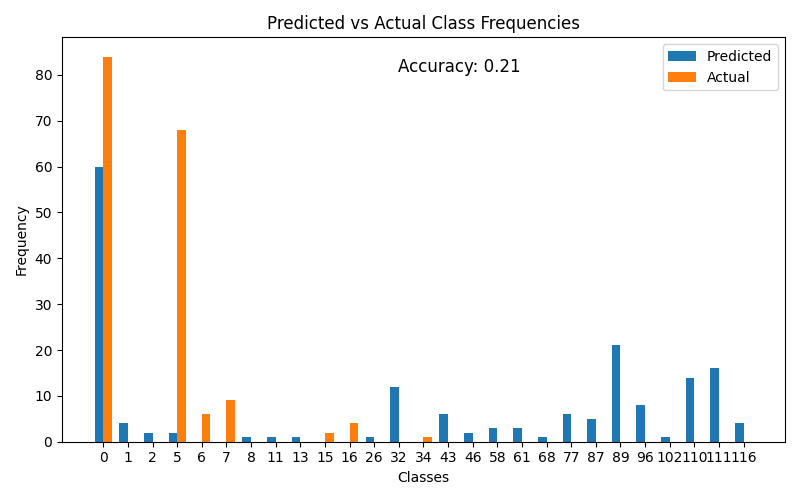 Predicted vs Actual Class Frequencies
Accuracy: 0.21
Predicted
Actual
Frequency
80
70
60
50
40
30
20
10
0
0 1 2 5 6 7 8 11 13 15 16 26 32 34 43 46 58 61 68 77 87 89 96 102 110 111 116
Classes